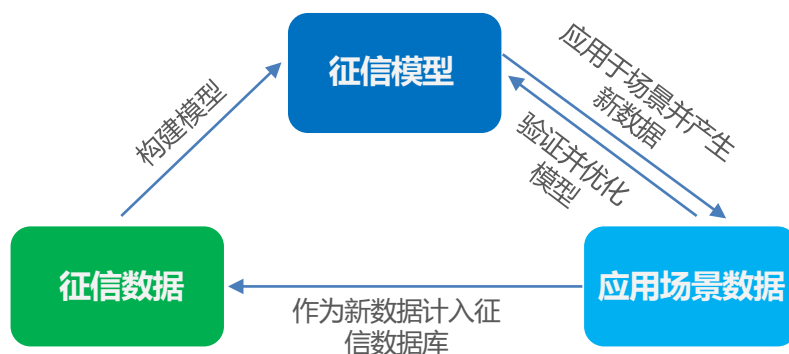 征信模型
构建模型
应用于场景并产生
新数据
验证并优化
模型
征信数据
应用场景数据
作为新数据计入征
信数据库